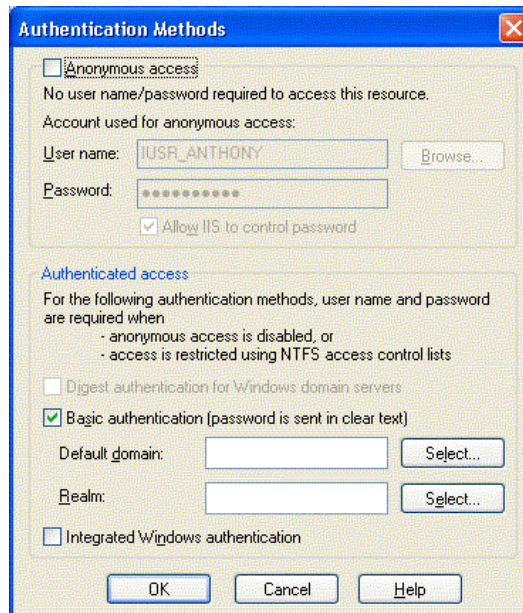 Authentication Methods
Anonymous access
No user name/password required to access this resource.
Account used for anonymous access:
User name: IUSR_ANTHONY Browse...
Password: ●●●●●●●●●●
Allow IIS to control password
Authenticated access
For the following authentication methods, user name and password
are required when
- anonymous access is disabled, or
- access is restricted using NTFS access control lists
Digest authentication for Windows domain servers
Basic authentication (password is sent in clear text)
Default domain: Select...
Realm: Select...
Integrated Windows authentication
OK Cancel Help